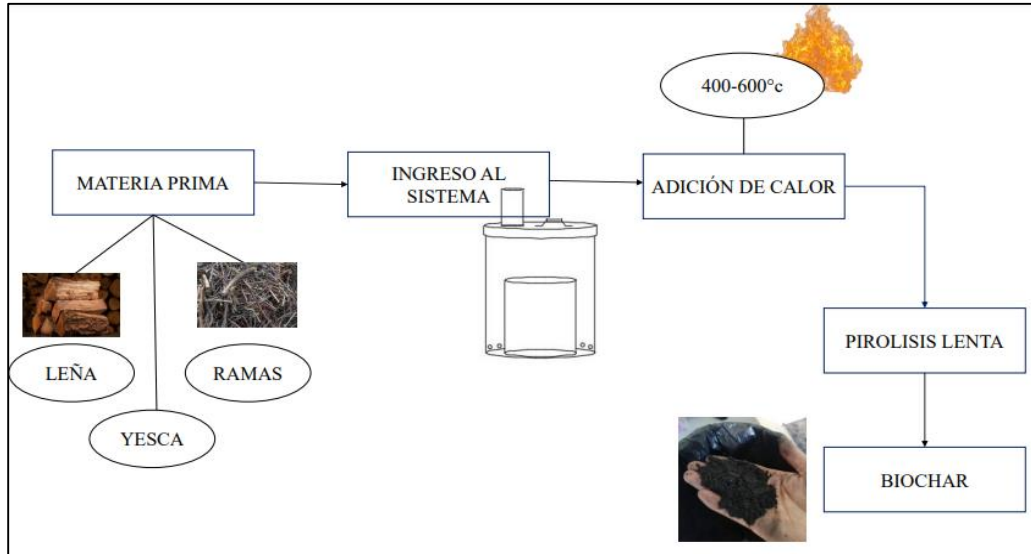 400-600°c
MATERIA PRIMA
INGRESO AL
SISTEMA
ADICIÓN DE CALOR
LEÑA
RAMAS
YESCA
PIROLISIS LENTA
BIOCHAR